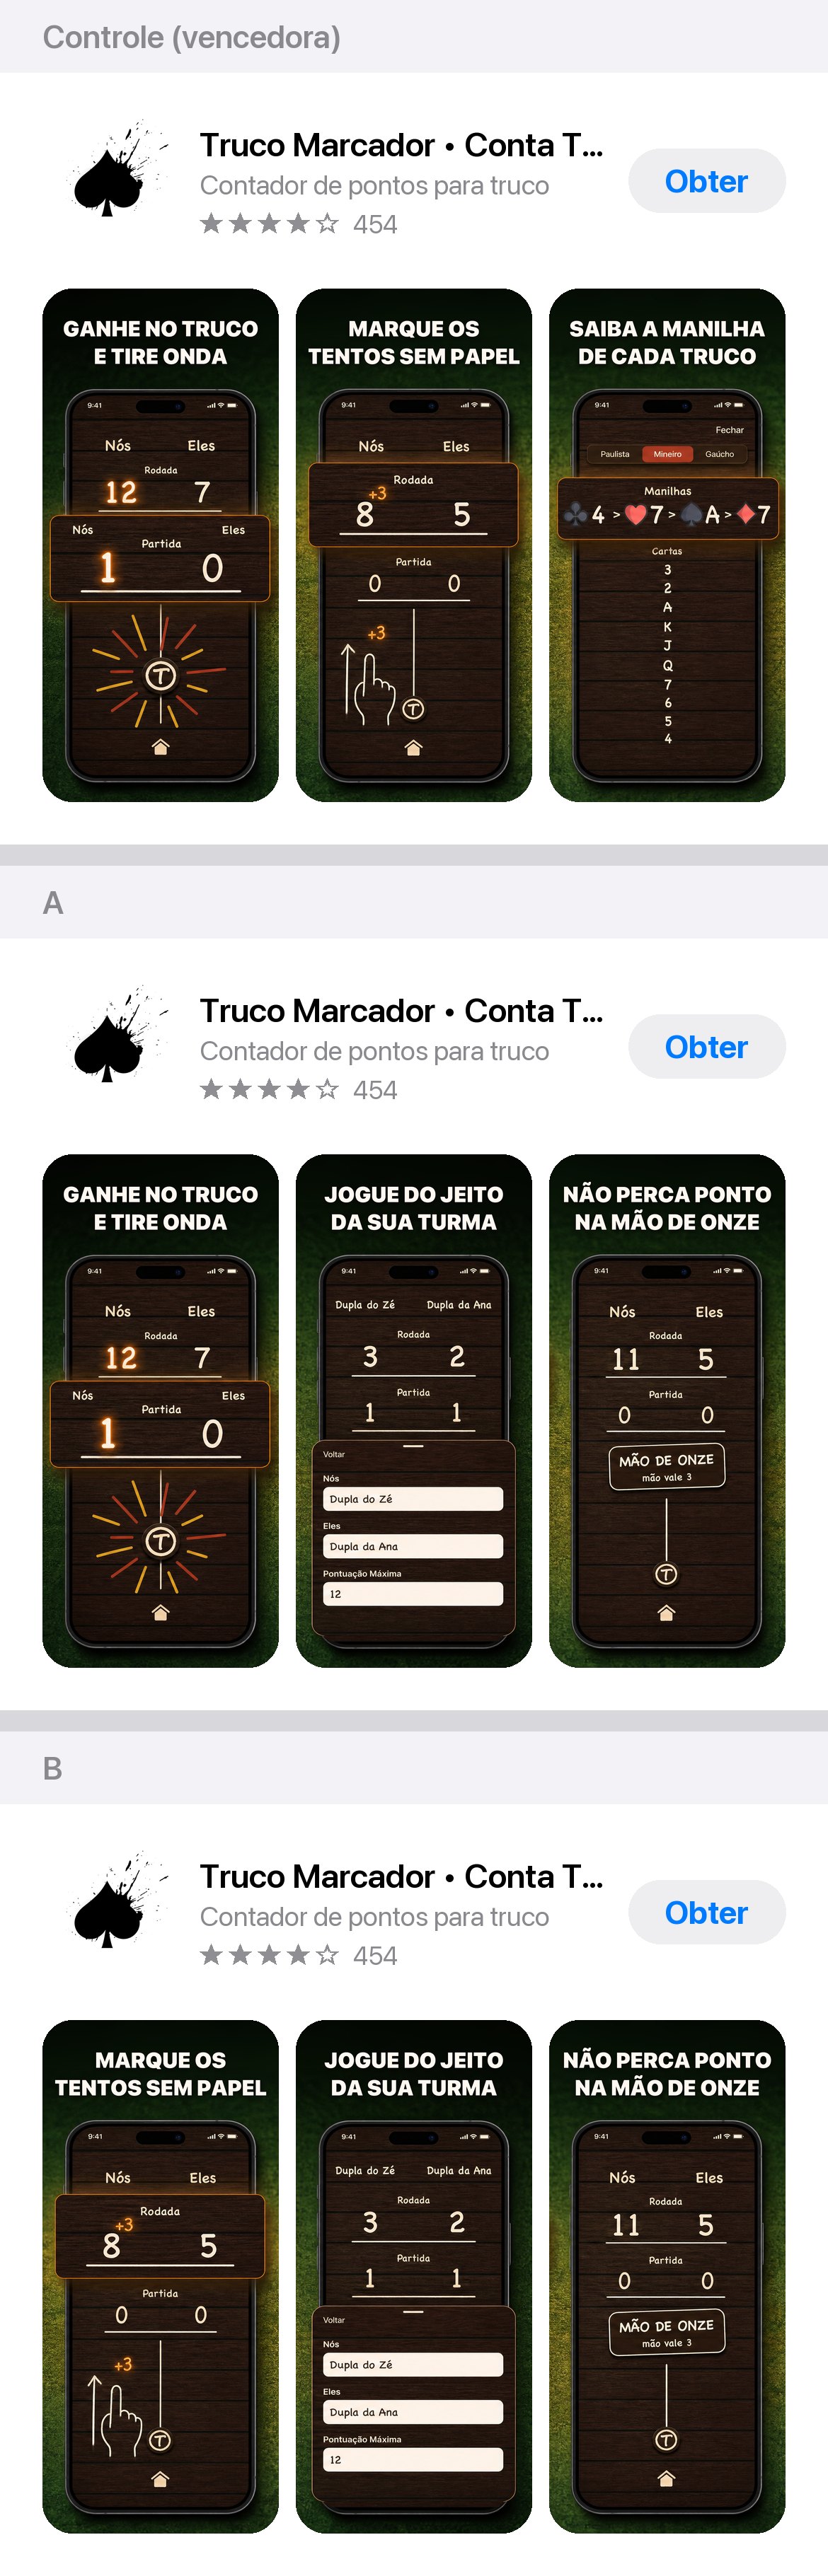 Controle (vencedora)
Truco Marcador • Conta T...
Contador de pontos para truco
454
Obter
GANHE NO TRUCO
E TIRE ONDA
9:41
Nós Eles
Rodada
12 7
Nós Eles
Partida
1 0
T
MARQUE OS
TENTOS SEM PAPEL
9:41
Nós Eles
Rodada
+3
8 5
Partida
0 0
+3
T
SAIBA A MANILHA
DE CADA TRUCO
9:41
Fechar
Paulista Mineiro Gaúcho
Manilhas
♣4 > ♥7 > ♠A > ♦7
Cartas
3
2
A
K
J
Q
7
6
5
4
A
Truco Marcador • Conta T...
Contador de pontos para truco
454
Obter
GANHE NO TRUCO
E TIRE ONDA
9:41
Nós Eles
Rodada
12 7
Nós Eles
Partida
1 0
T
JOGUE DO JEITO
DA SUA TURMA
9:41
Dupla do Zé Dupla da Ana
Rodada
3 2
Partida
1 1
Voltar
Nós
Dupla do Zé
Eles
Dupla da Ana
Pontuação Máxima
12
NÃO PERCA PONTO
NA MÃO DE ONZE
9:41
Nós Eles
Rodada
11 5
Partida
0 0
MÃO DE ONZE
mão vale 3
T
B
Truco Marcador • Conta T...
Contador de pontos para truco
454
Obter
MARQUE OS
TENTOS SEM PAPEL
9:41
Nós Eles
Rodada
+3
8 5
Partida
0 0
+3
T
JOGUE DO JEITO
DA SUA TURMA
9:41
Dupla do Zé Dupla da Ana
Rodada
3 2
Partida
1 1
Voltar
Nós
Dupla do Zé
Eles
Dupla da Ana
Pontuação Máxima
12
NÃO PERCA PONTO
NA MÃO DE ONZE
9:41
Nós Eles
Rodada
11 5
Partida
0 0
MÃO DE ONZE
mão vale 3
T